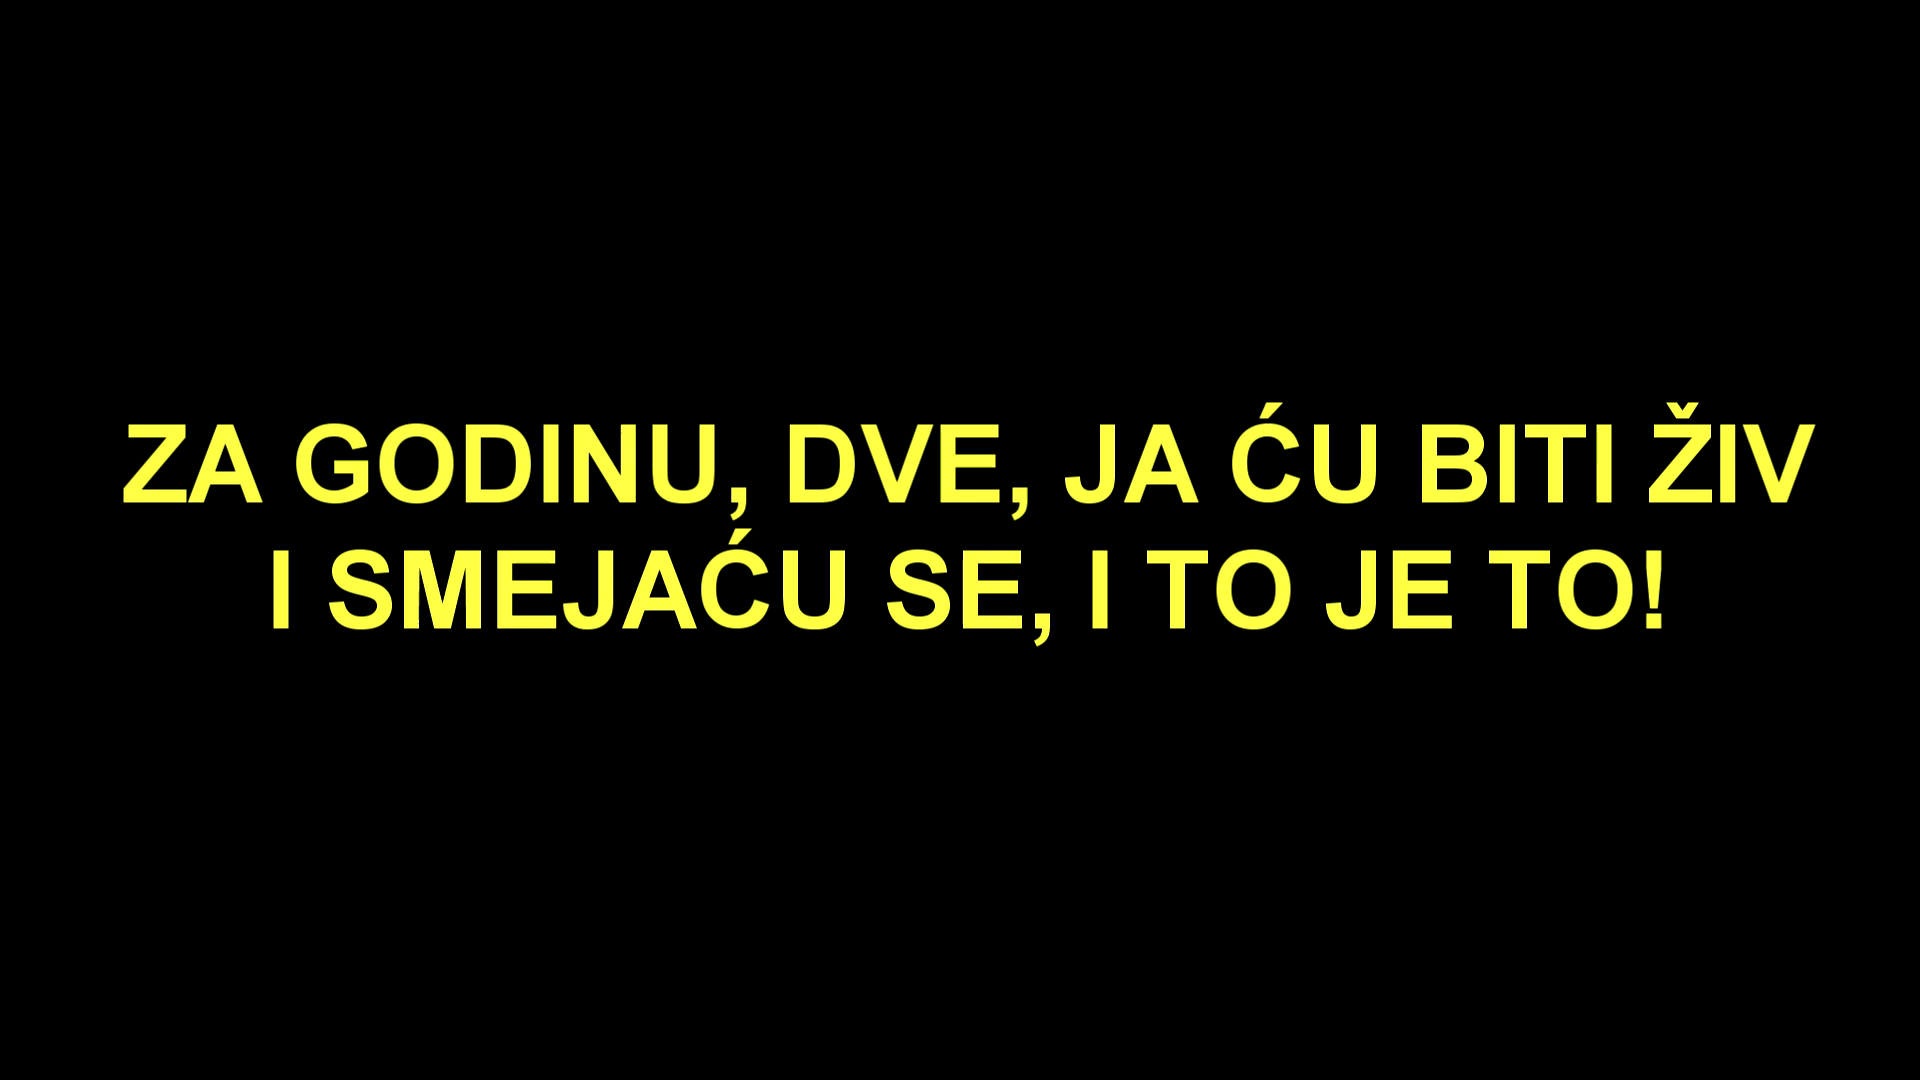 ZA GODINU, DVE, JA ĆU BITI ŽIV
I SMEJAĆU SE, I TO JE TO!